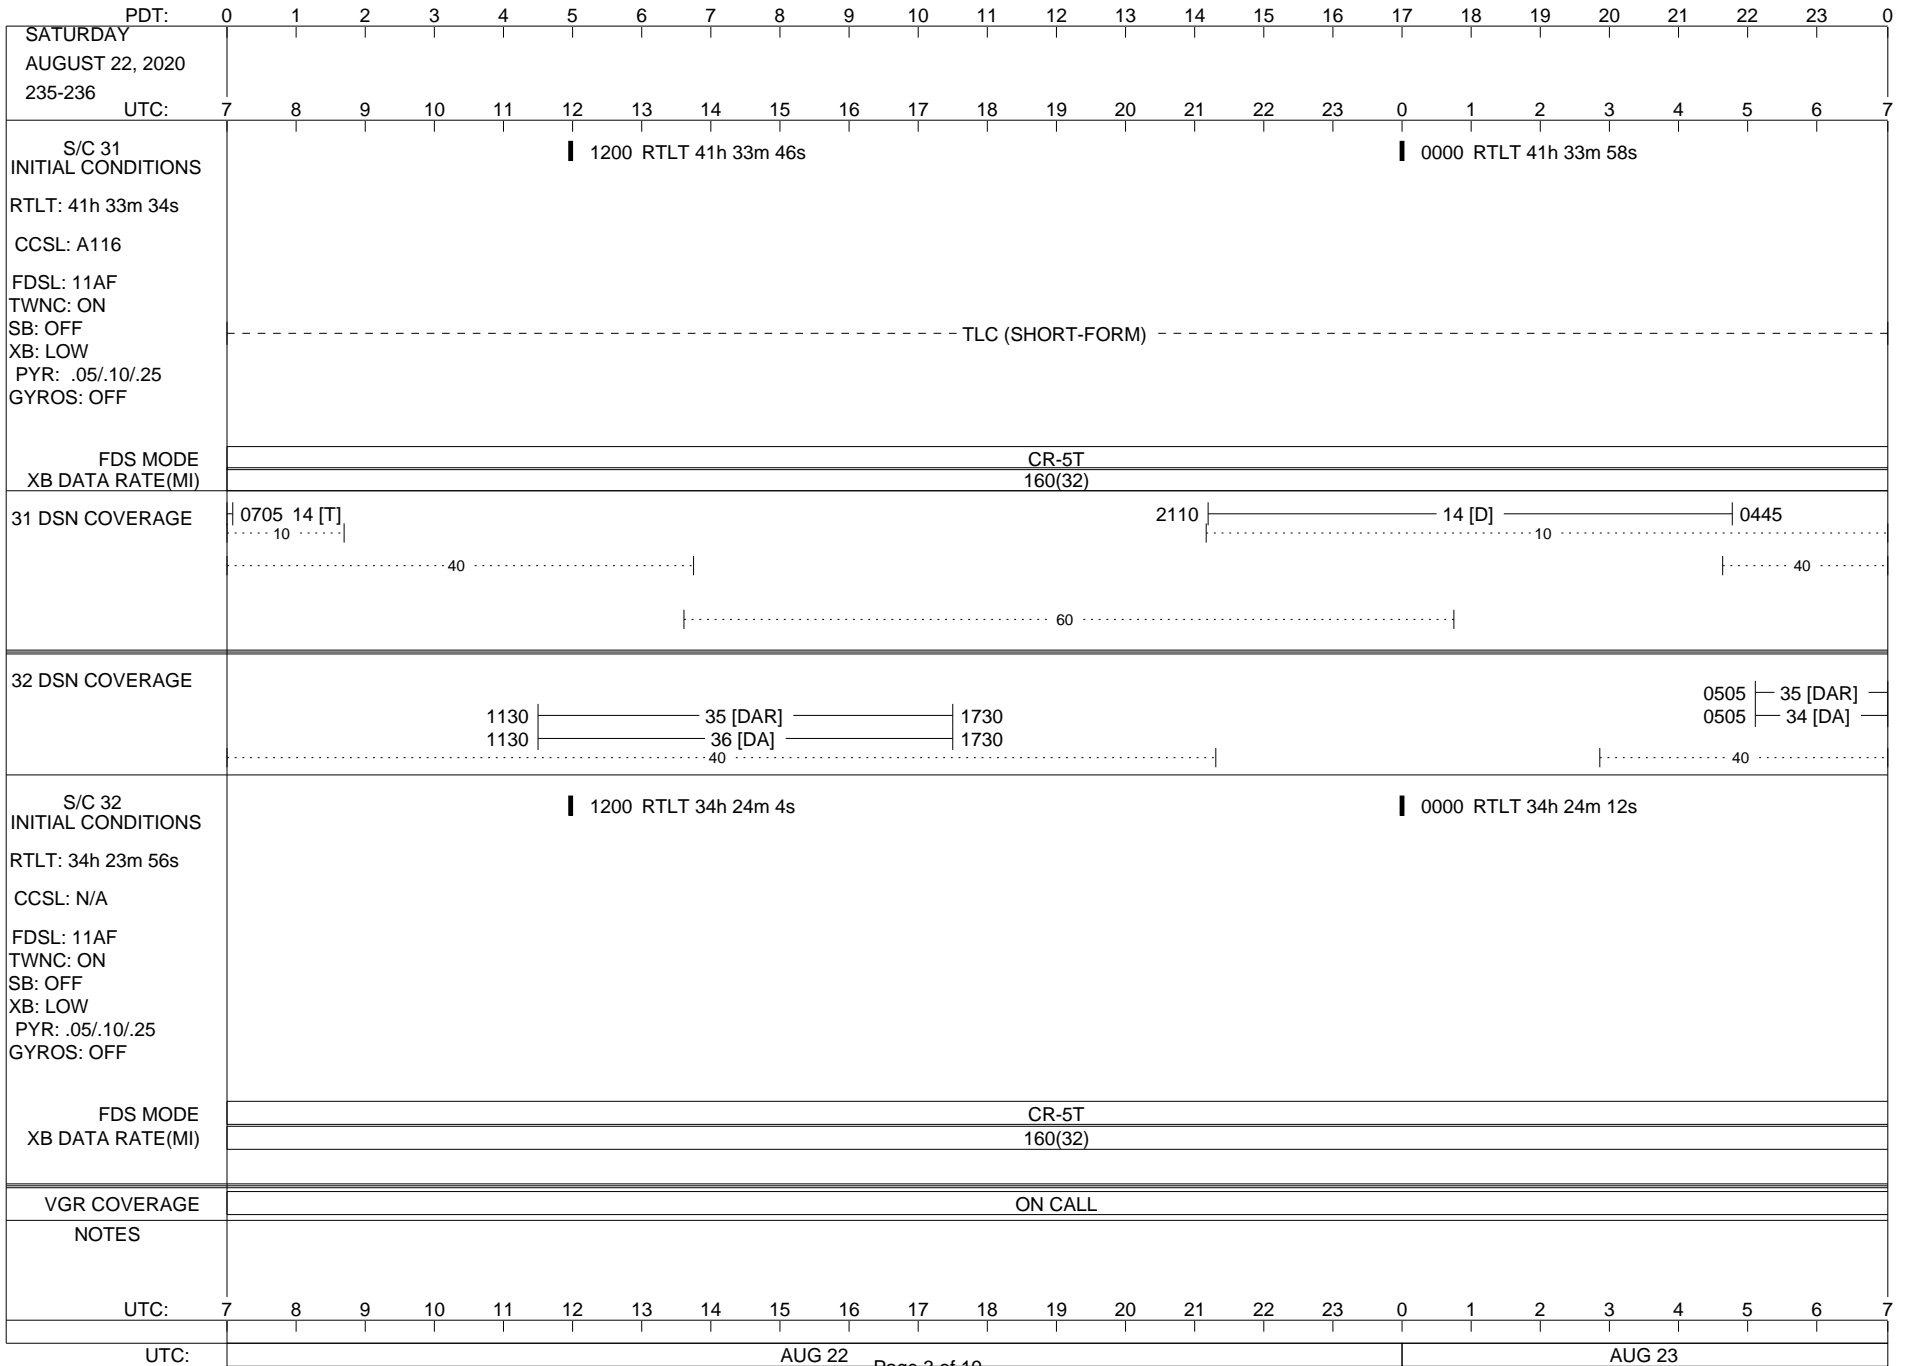 PDT: 0 1 2 3 4 5 6 7 8 9 10 11 12 13 14 15 16 17 18 19 20 21 22 23 0
SATURDAY
AUGUST 22, 2020
235-236
UTC: 7 8 9 10 11 12 13 14 15 16 17 18 19 20 21 22 23 0 1 2 3 4 5 6 7
S/C 31
INITIAL CONDITIONS
1200 RTLT 41h 33m 46s
0000 RTLT 41h 33m 58s
RTLT: 41h 33m 34s
CCSL: A116
FDSL: 11AF
TWNC: ON
SB: OFF
XB: LOW
PYR: .05/.10/.25
GYROS: OFF
TLC (SHORT-FORM)
FDS MODE CR-5T
XB DATA RATE(MI) 160(32)
31 DSN COVERAGE
0705 14 [T]
2110 14 [D] 0445
10 10
40 40
60
32 DSN COVERAGE
0505 35 [DAR]
1130 35 [DAR] 1730
0505 34 [DA]
1130 36 [DA] 1730
40 40
S/C 32
INITIAL CONDITIONS
1200 RTLT 34h 24m 4s
0000 RTLT 34h 24m 12s
RTLT: 34h 23m 56s
CCSL: N/A
FDSL: 11AF
TWNC: ON
SB: OFF
XB: LOW
PYR: .05/.10/.25
GYROS: OFF
FDS MODE CR-5T
XB DATA RATE(MI) 160(32)
VGR COVERAGE ON CALL
NOTES
UTC: 7 8 9 10 11 12 13 14 15 16 17 18 19 20 21 22 23 0 1 2 3 4 5 6 7
UTC: AUG 22 AUG 23